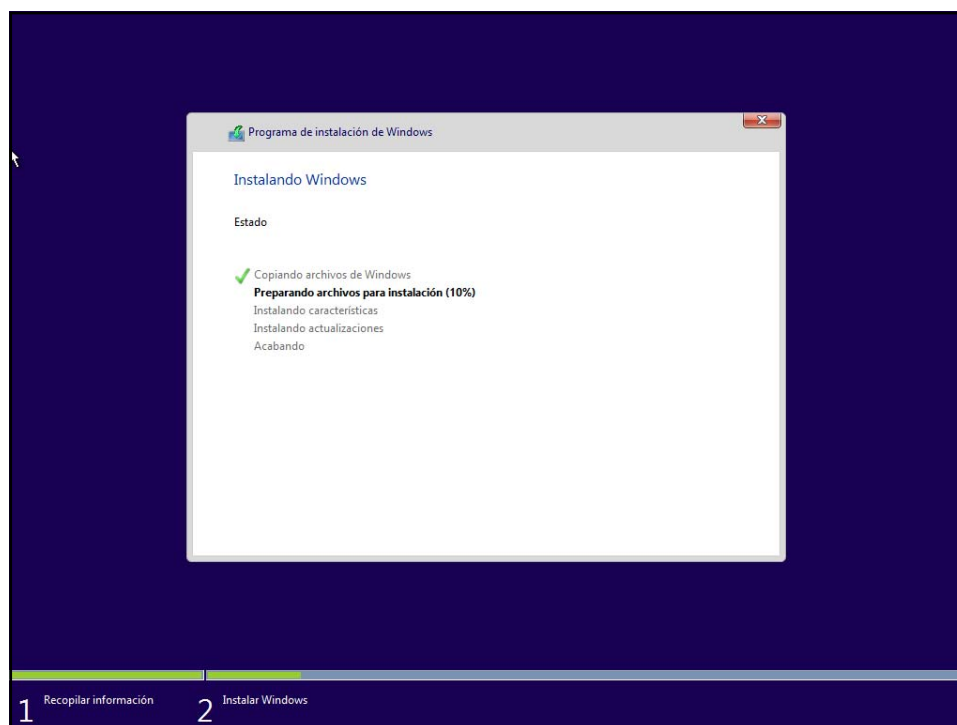 Programa de instalación de Windows
Instalando Windows
Estado
Copiando archivos de Windows
Preparando archivos para instalación (10%)
Instalando características
Instalando actualizaciones
Acabando
1 Recopilar información
2 Instalar Windows